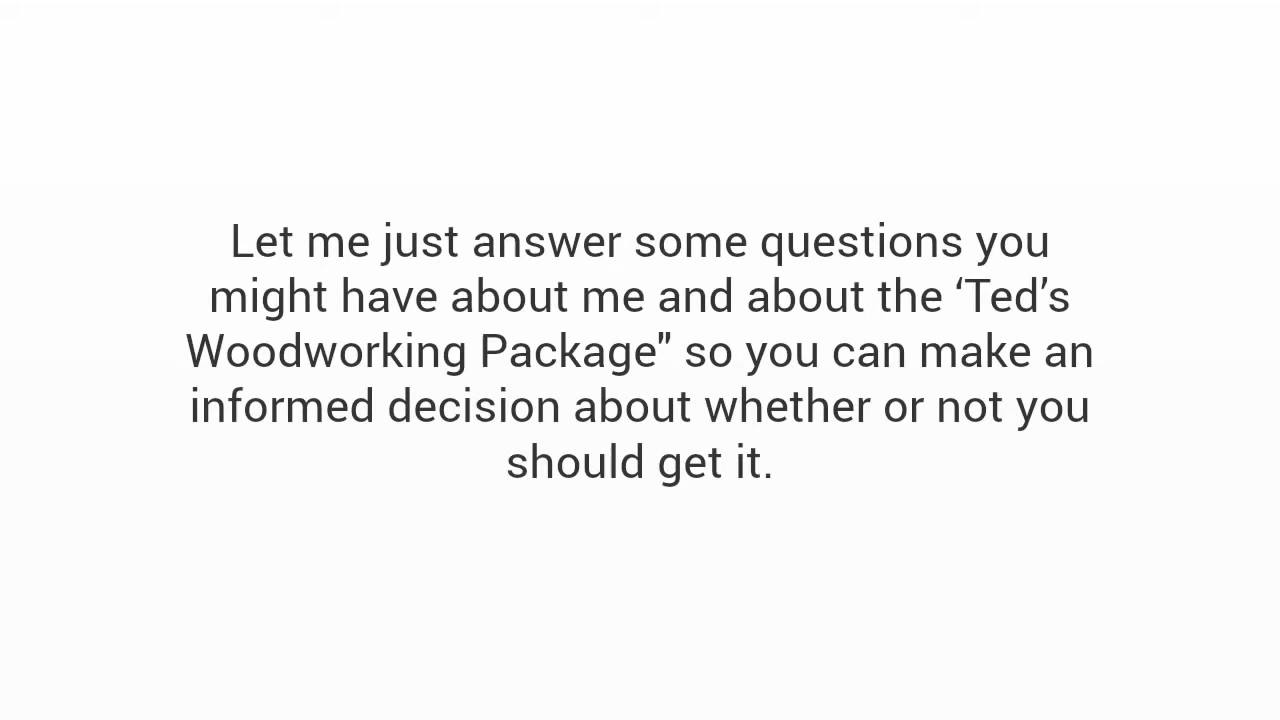 Let me just answer some questions you
might have about me and about the ‘Ted’s
Woodworking Package" so you can make an
informed decision about whether or not you
should get it.